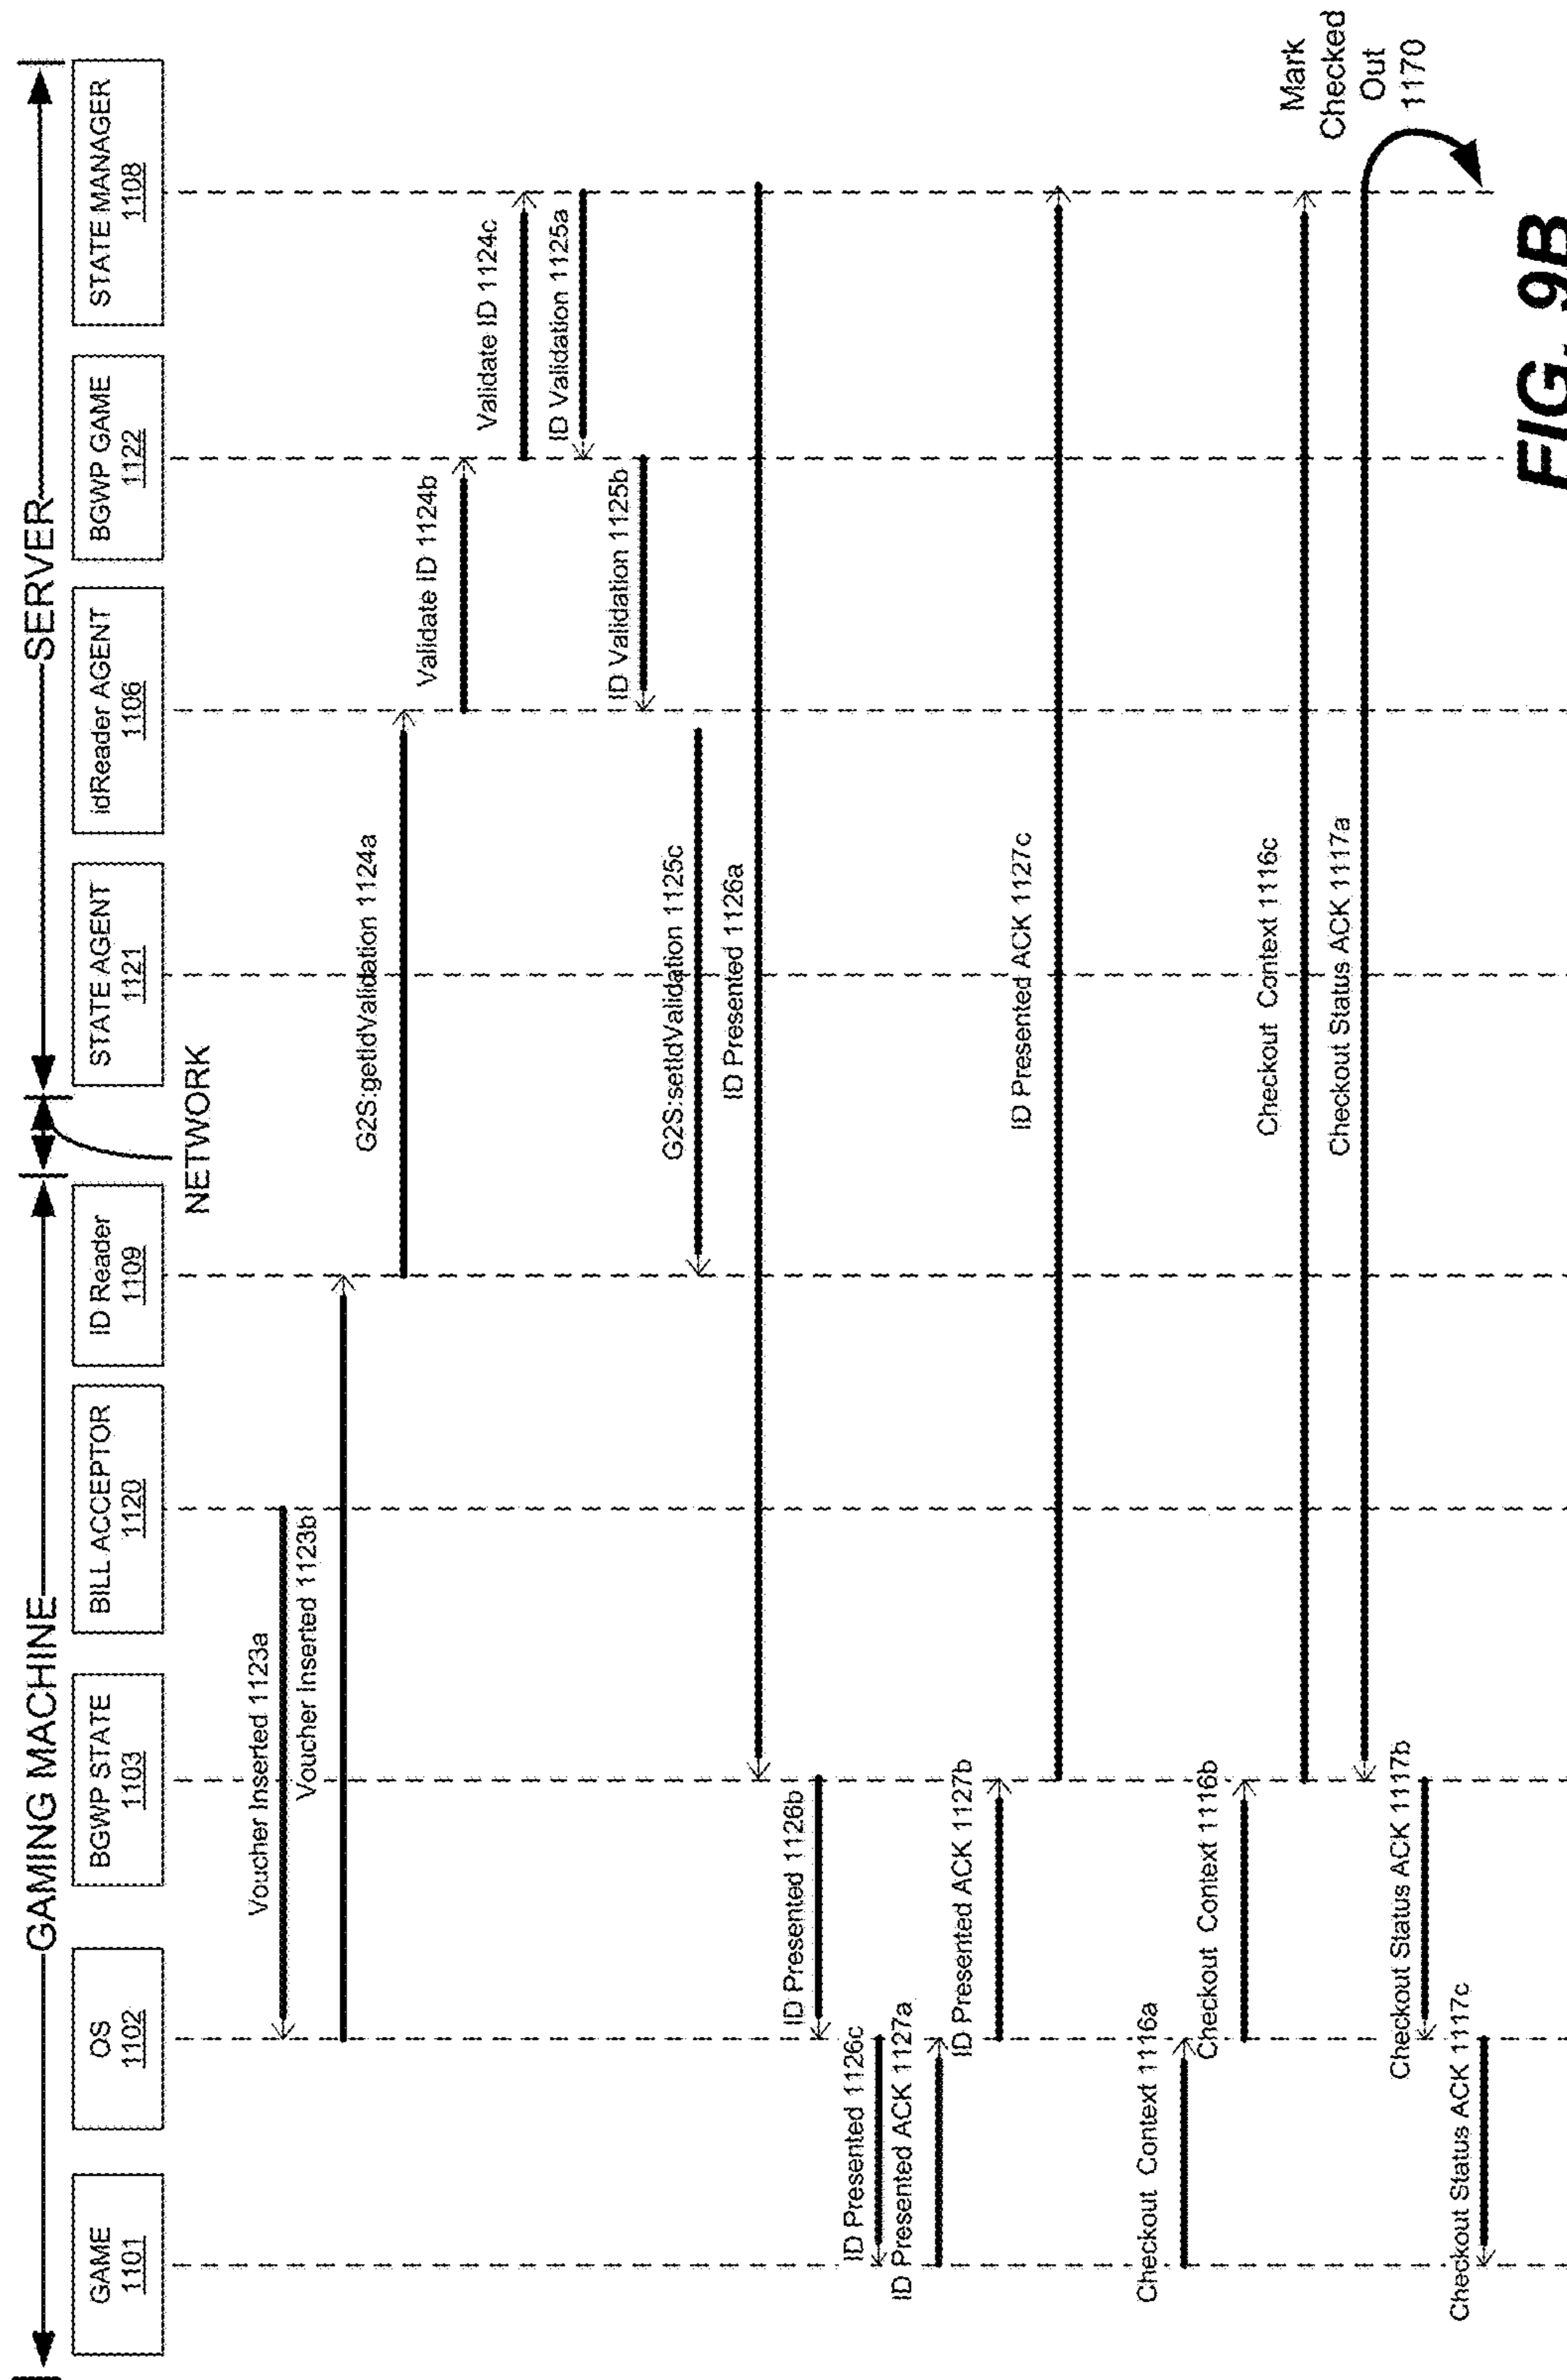 GAMING MACHINE
SERVER
NETWORK
GAME
1101
OS
1102
BGWP STATE
1103
BILL ACCEPTOR
1120
ID Reader
1109
STATE AGENT
1121
idReader AGENT
1106
BGWP GAME
1122
STATE MANAGER
1108
Voucher Inserted 1123a
Voucher Inserted 1123b
G2S:getIdValidation 1124a
Validate ID 1124b
Validate ID 1124c
ID Validation 1125a
ID Validation 1125b
G2S:setIdValidation 1125c
ID Presented 1126a
ID Presented 1126b
ID Presented 1126c
ID Presented ACK 1127a
ID Presented ACK 1127b
ID Presented ACK 1127c
Checkout Context 1116a
Checkout Context 1116b
Checkout Context 1116c
Checkout Status ACK 1117a
Mark
Checked
Out
1170
Checkout Status ACK 1117b
Checkout Status ACK 1117c
FIG. 9B